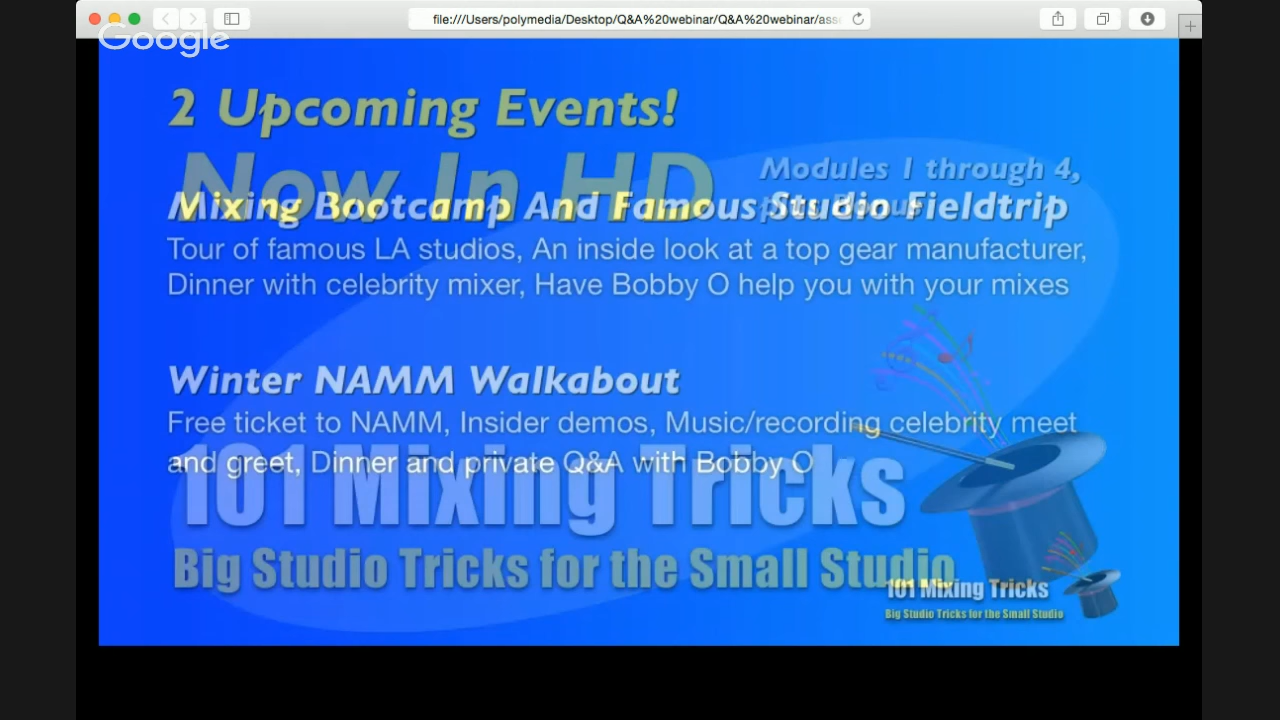 file:///Users/polymedia/Desktop/Q&A%20webinar/Q&A%20webinar/asse
Google
2 Upcoming Events!
Now In HD
Modules 1 through 4,
plus Bonus
Mixing Bootcamp And Famous Studio Fieldtrip
Tour of famous LA studios, An inside look at a top gear manufacturer,
Dinner with celebrity mixer, Have Bobby O help you with your mixes
Winter NAMM Walkabout
Free ticket to NAMM, Insider demos, Music/recording celebrity meet
and greet, Dinner and private Q&A with Bobby O
101 Mixing Tricks
Big Studio Tricks for the Small Studio
101 Mixing Tricks
Big Studio Tricks for the Small Studio